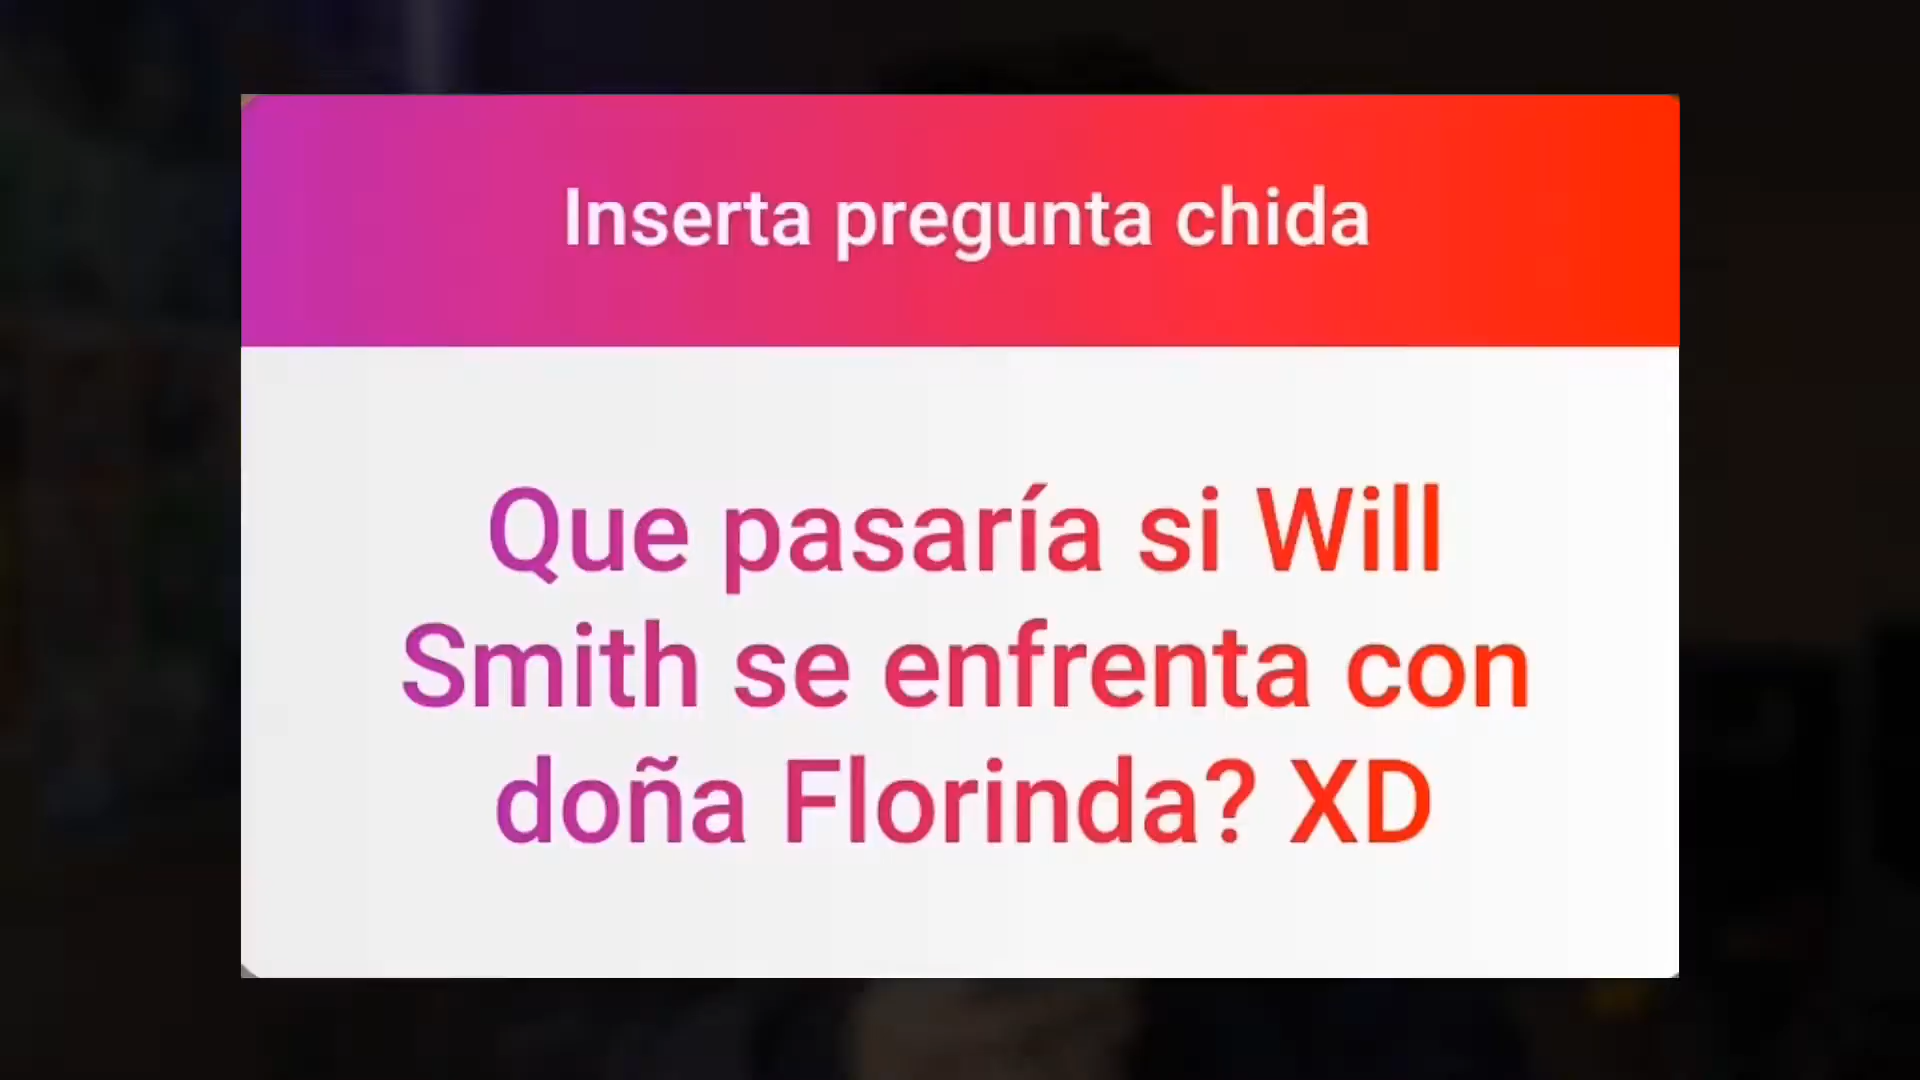 Inserta pregunta chida
Que pasaría si Will
Smith se enfrenta con
doña Florinda? XD